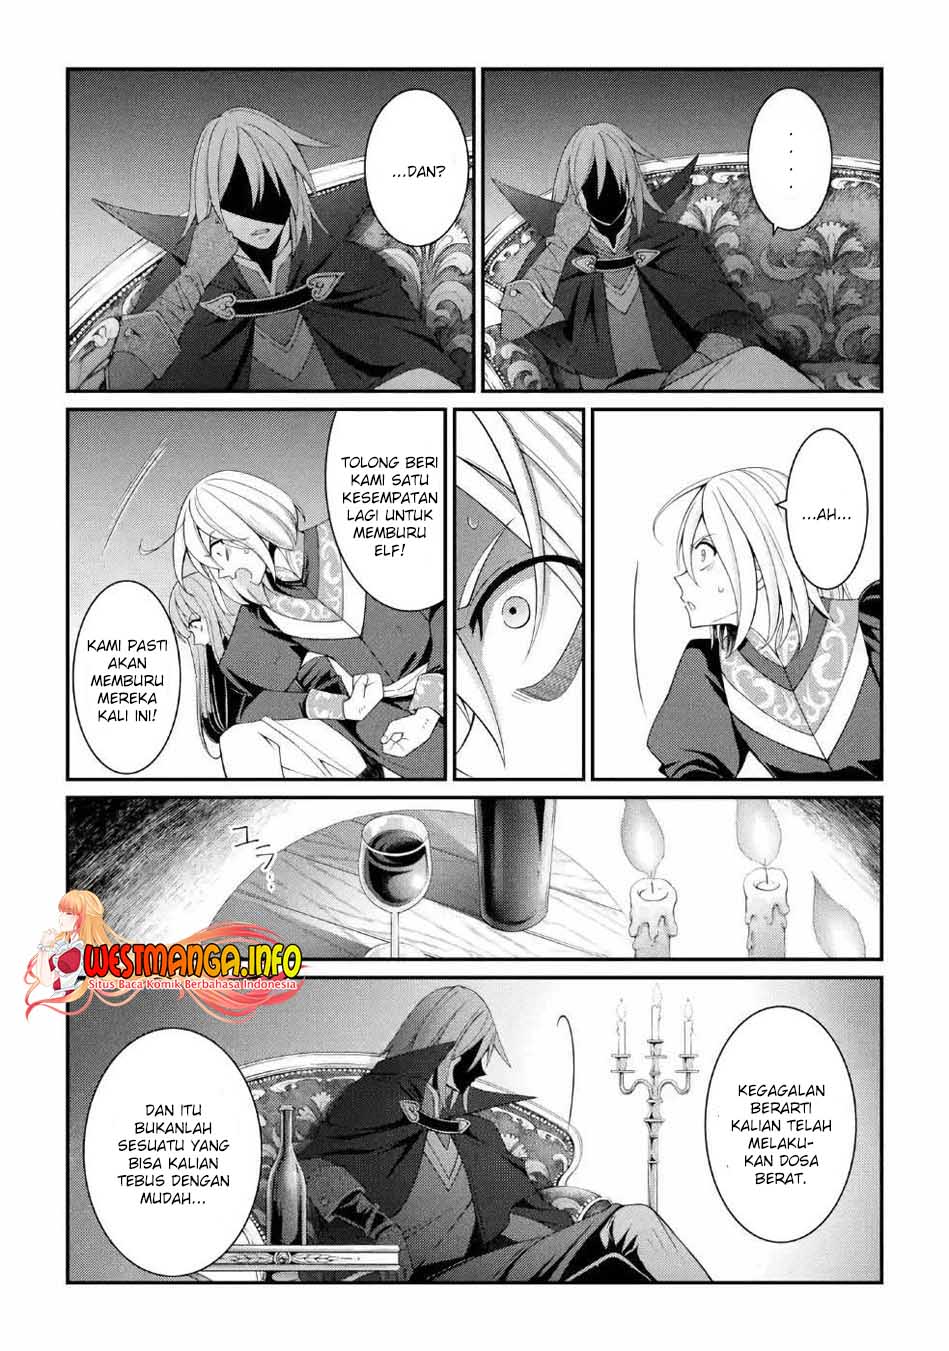 . . . .
...DAN?
...AH...
TOLONG BERI
KAMI SATU
KESEMPATAN
LAGI UNTUK
MEMBURU
ELF!
KAMI PASTI
AKAN
MEMBURU
MEREKA
KALI INI!
ユラ...
WESTMANGA.INFO
Situs Baca Komik Berbahasa Indonesia
KEGAGALAN
BERARTI
KALIAN TELAH
MELAKU-
KAN DOSA
BERAT.
DAN ITU
BUKANLAH
SESUATU YANG
BISA KALIAN
TEBUS DENGAN
MUDAH...